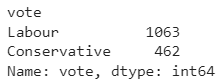 vote
Labour 1063
Conservative 462
Name: vote, dtype: int64